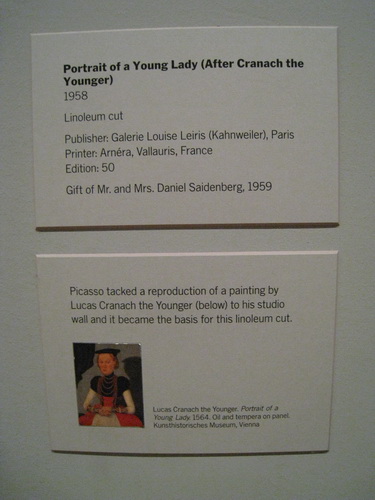 Portrait of a Young Lady (After Cranach the
Younger)
1958
Linoleum cut
Publisher: Galerie Louise Leiris (Kahnweiler), Paris
Printer: Arnéra, Vallauris, France
Edition: 50
Gift of Mr. and Mrs. Daniel Saidenberg, 1959
Picasso tacked a reproduction of a painting by
Lucas Cranach the Younger (below) to his studio
wall and it became the basis for this linoleum cut.
Lucas Cranach the Younger. Portrait of a
Young Lady. 1564. Oil and tempera on panel.
Kunsthistorisches Museum, Vienna